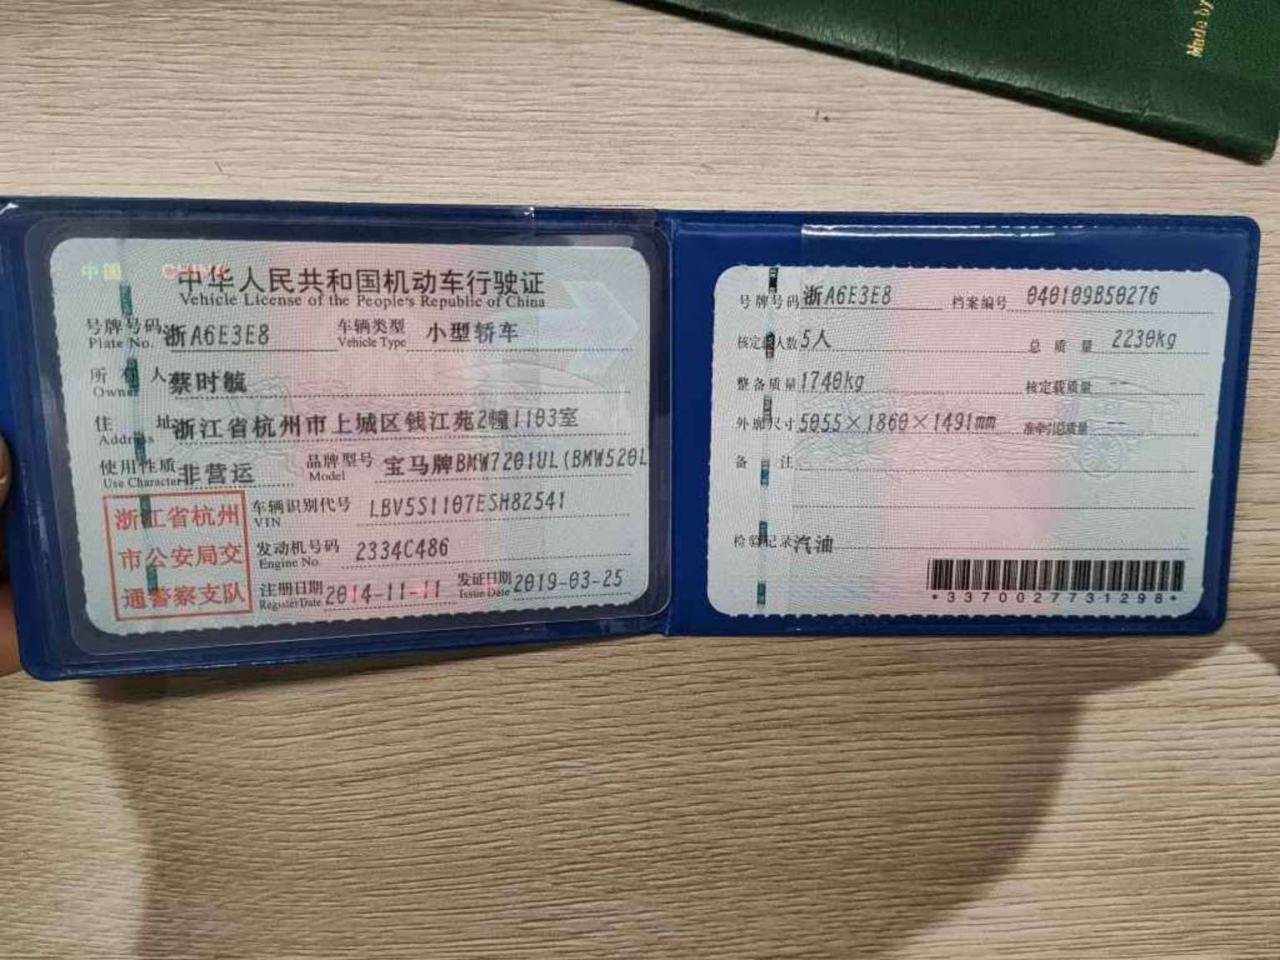 Made by
中国 CHINA
中华人民共和国机动车行驶证
Vehicle License of the People's Republic of China
号牌号码 浙A6E3E8 车辆类型 小型轿车
Plate No. Vehicle Type
所有人 蔡时毓
Owner
住址 浙江省杭州市上城区钱江苑2幢1103室
Address
使用性质 非营运 品牌型号 宝马牌BMW7201UL(BMW520L
Use Character Model
浙江省杭州
市公安局交
通警察支队
车辆识别代号 LBV5S1107ESH82541
VIN
发动机号码 2334C486
Engine No.
注册日期 2014-11-11 发证日期 2019-03-25
Register Date Issue Date
号牌号码 浙A6E3E8 档案编号 040109B50276
核定载人数 5人 总质量 2230kg
整备质量 1740kg 核定载质量 --
外廓尺寸 5055×1860×1491mm 准牵引总质量 --
备注
检验记录 汽油
*3370027731298*